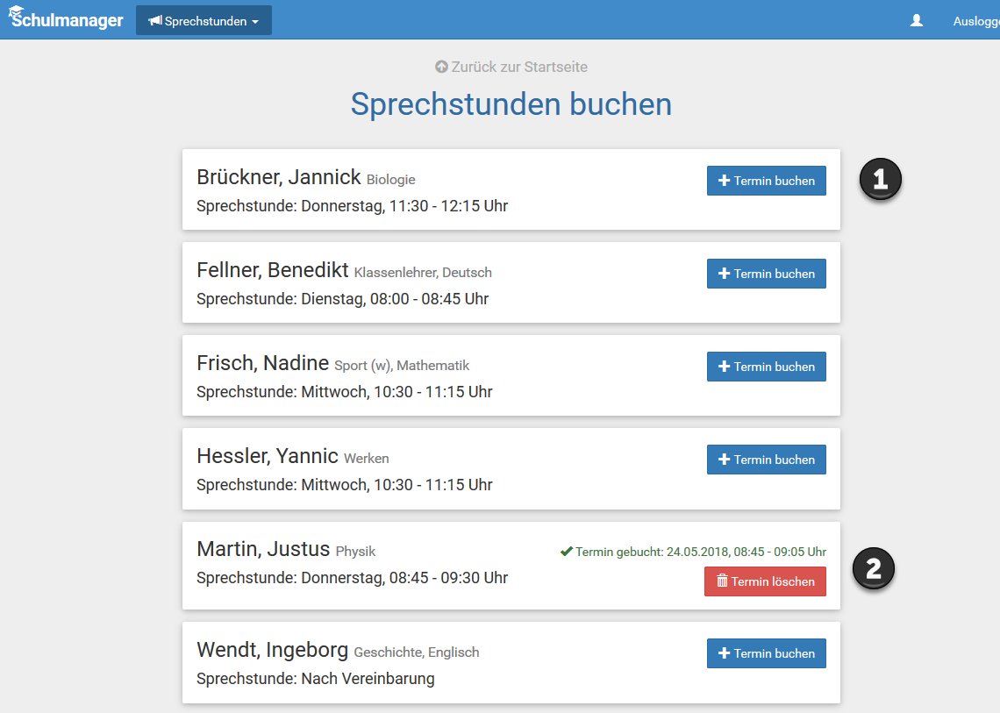 Schulmanager Sprechstunden Auslogge
Zurück zur Startseite
Sprechstunden buchen
Brückner, Jannick Biologie Termin buchen 1
Sprechstunde: Donnerstag, 11:30 - 12:15 Uhr
Fellner, Benedikt Klassenlehrer, Deutsch Termin buchen
Sprechstunde: Dienstag, 08:00 - 08:45 Uhr
Frisch, Nadine Sport (w), Mathematik Termin buchen
Sprechstunde: Mittwoch, 10:30 - 11:15 Uhr
Hessler, Yannic Werken Termin buchen
Sprechstunde: Mittwoch, 10:30 - 11:15 Uhr
Martin, Justus Physik Termin gebucht: 24.05.2018, 08:45 - 09:05 Uhr 2
Sprechstunde: Donnerstag, 08:45 - 09:30 Uhr Termin löschen
Wendt, Ingeborg Geschichte, Englisch Termin buchen
Sprechstunde: Nach Vereinbarung